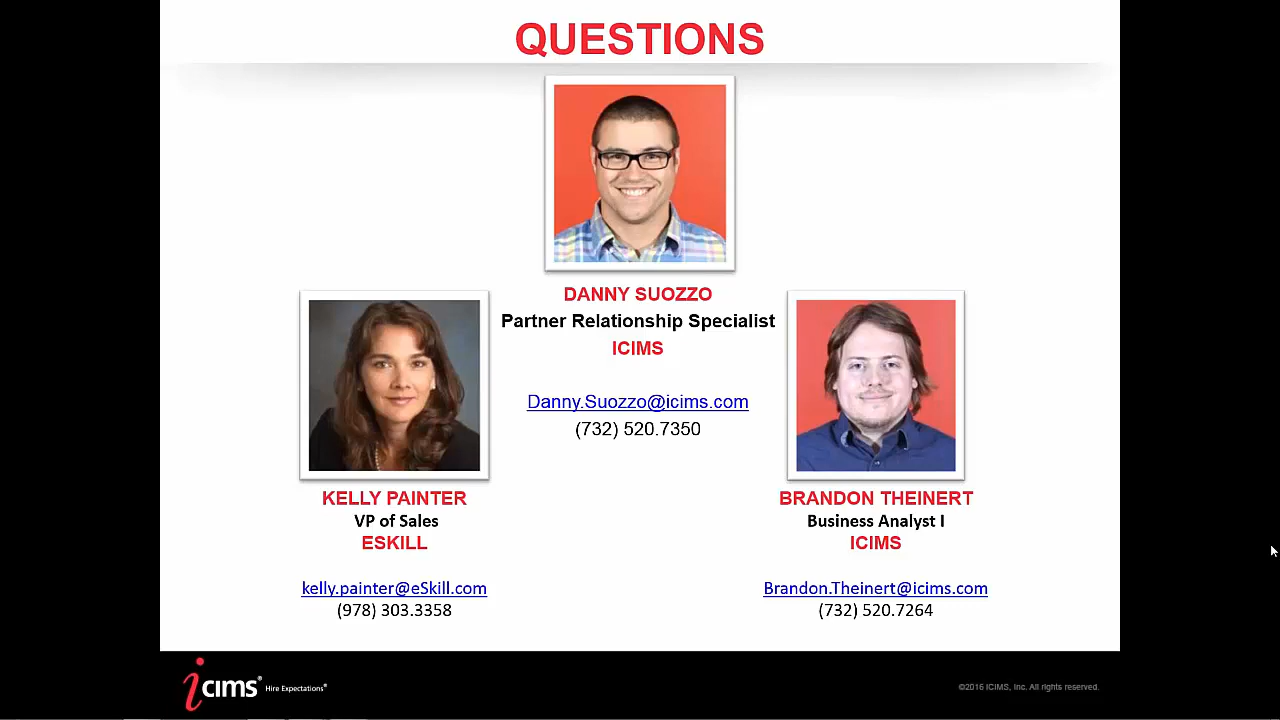 QUESTIONS
DANNY SUOZZO
Partner Relationship Specialist
ICIMS
Danny.Suozzo@icims.com
(732) 520.7350
KELLY PAINTER
VP of Sales
ESKILL
kelly.painter@eSkill.com
(978) 303.3358
BRANDON THEINERT
Business Analyst I
ICIMS
Brandon.Theinert@icims.com
(732) 520.7264
icims® Hire Expectations®
©2016 ICIMS, Inc. All rights reserved.